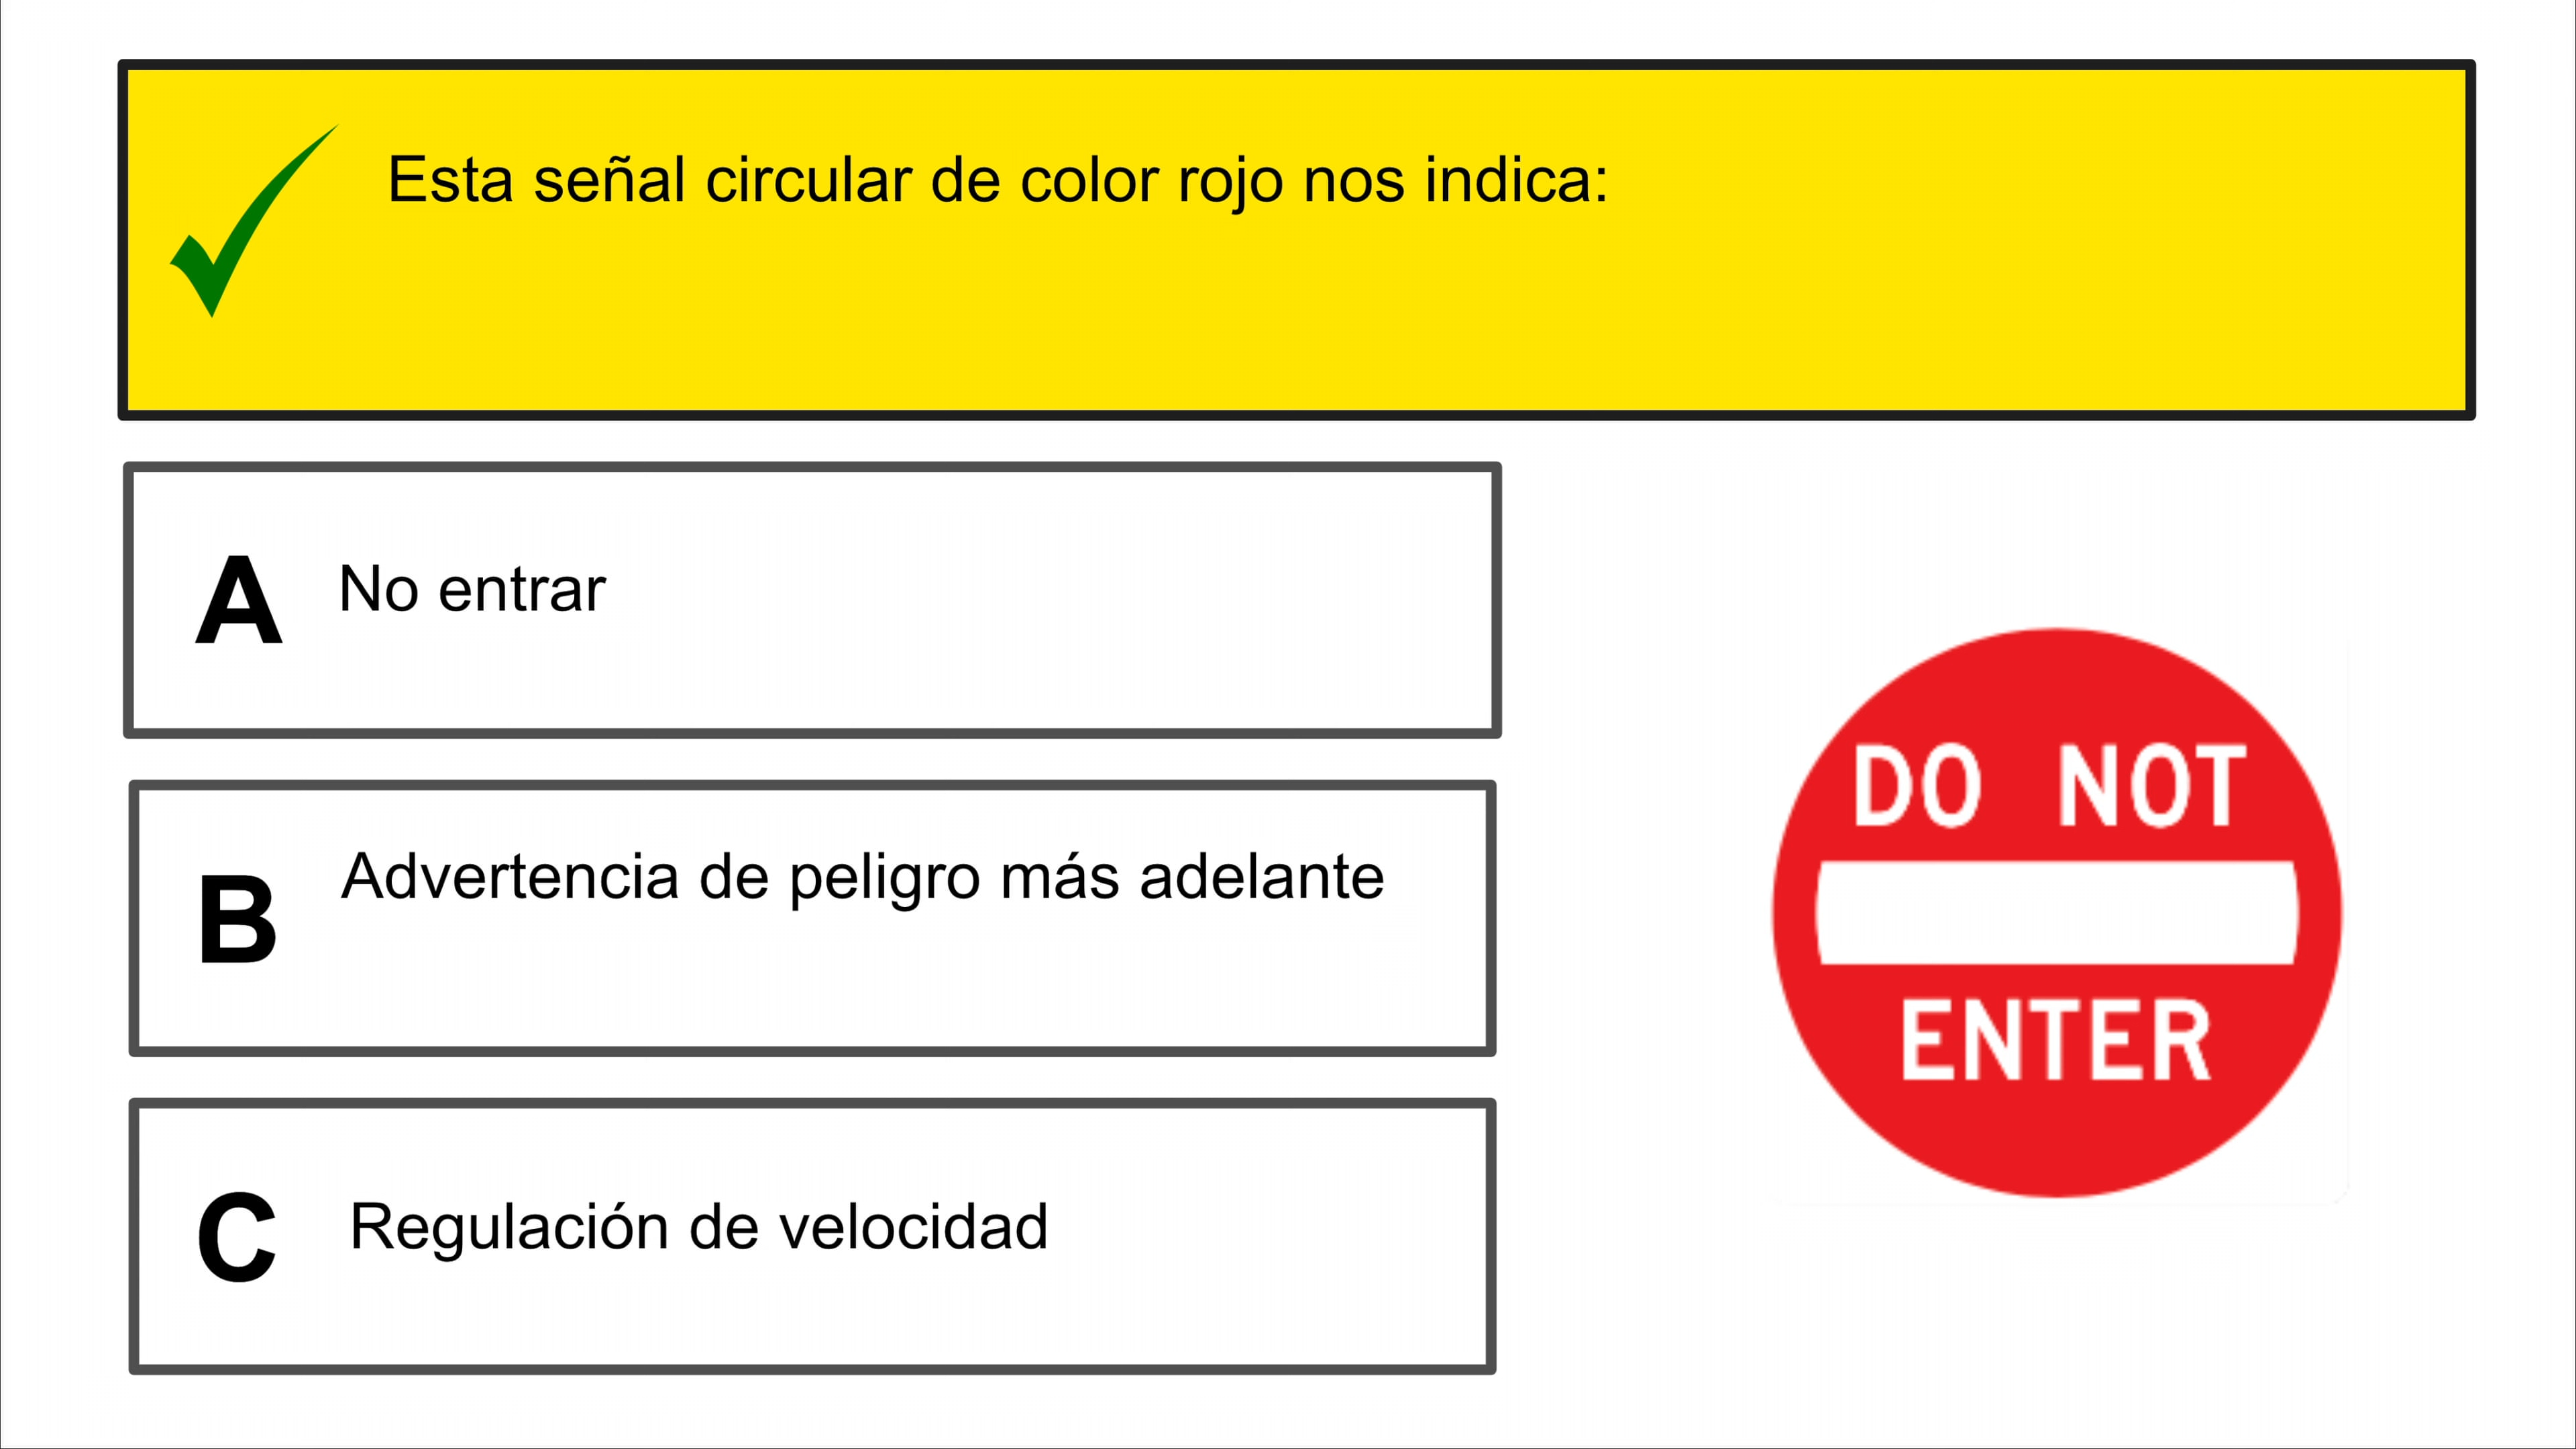 Esta señal circular de color rojo nos indica:
A No entrar
B Advertencia de peligro más adelante
C Regulación de velocidad
DO NOT
ENTER